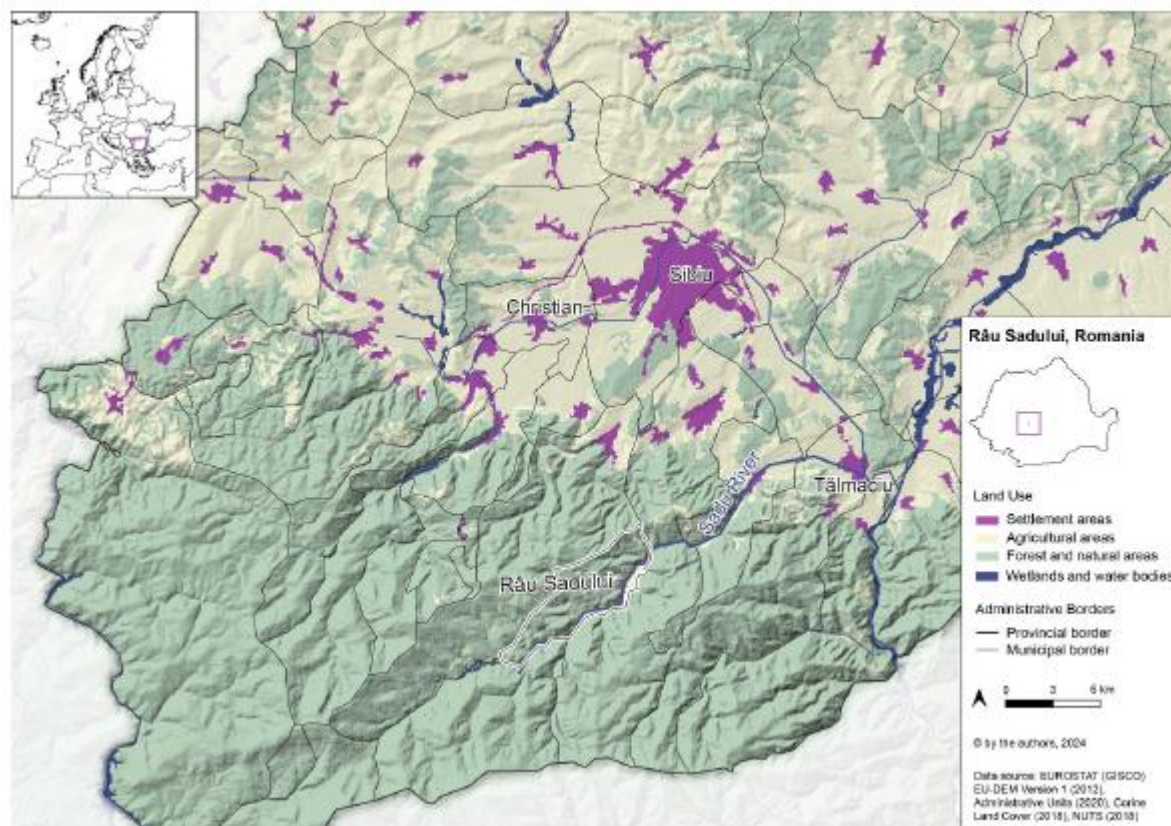 Sibiu
Christian
Sadu River
Tălmaciu
Râu Sadului
Râu Sadului, Romania
Land Use
Settlement areas
Agricultural areas
Forest and natural areas
Wetlands and water bodies
Administrative Borders
Provincial border
Municipal border
0 3 6 km
© by the authors, 2024
Data source: EUROSTAT (GISCO)
EU-DEM Version 1 (2012),
Administrative Units (2020), Corine
Land Cover (2018), NUTS (2018)